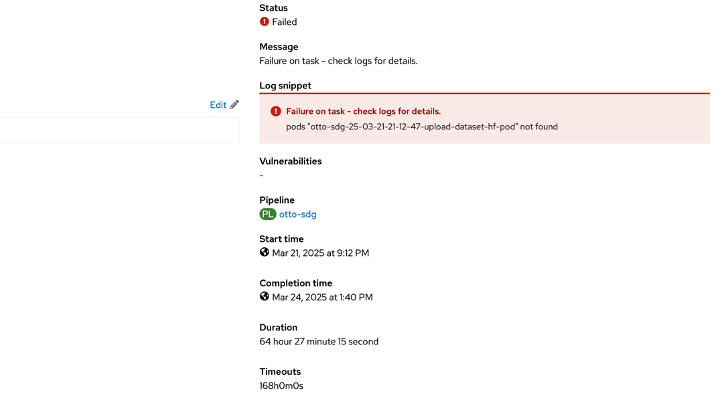 Status
Failed
Message
Failure on task - check logs for details.
Log snippet
Edit
Failure on task - check logs for details.
pods "otto-sdg-25-03-21-21-12-47-upload-dataset-hf-pod" not found
Vulnerabilities
-
Pipeline
PL otto-sdg
Start time
Mar 21, 2025 at 9:12 PM
Completion time
Mar 24, 2025 at 1:40 PM
Duration
64 hour 27 minute 15 second
Timeouts
168h0m0s